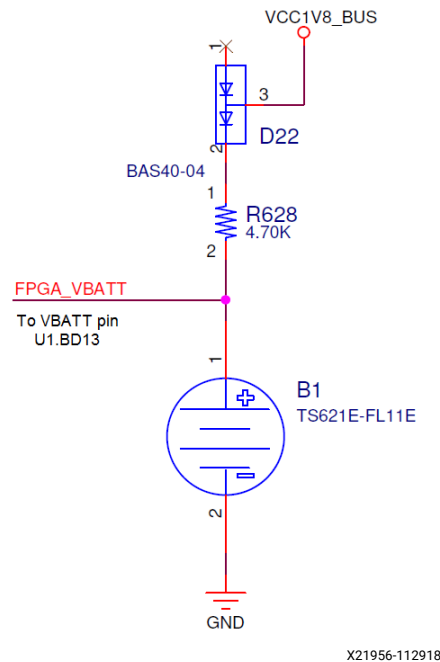 VCC1V8_BUS
1
3
D22
2
BAS40-04
1
R628
4.70K
2
FPGA_VBATT
To VBATT pin
U1.BD13
1
B1
TS621E-FL11E
2
GND
X21956-112918